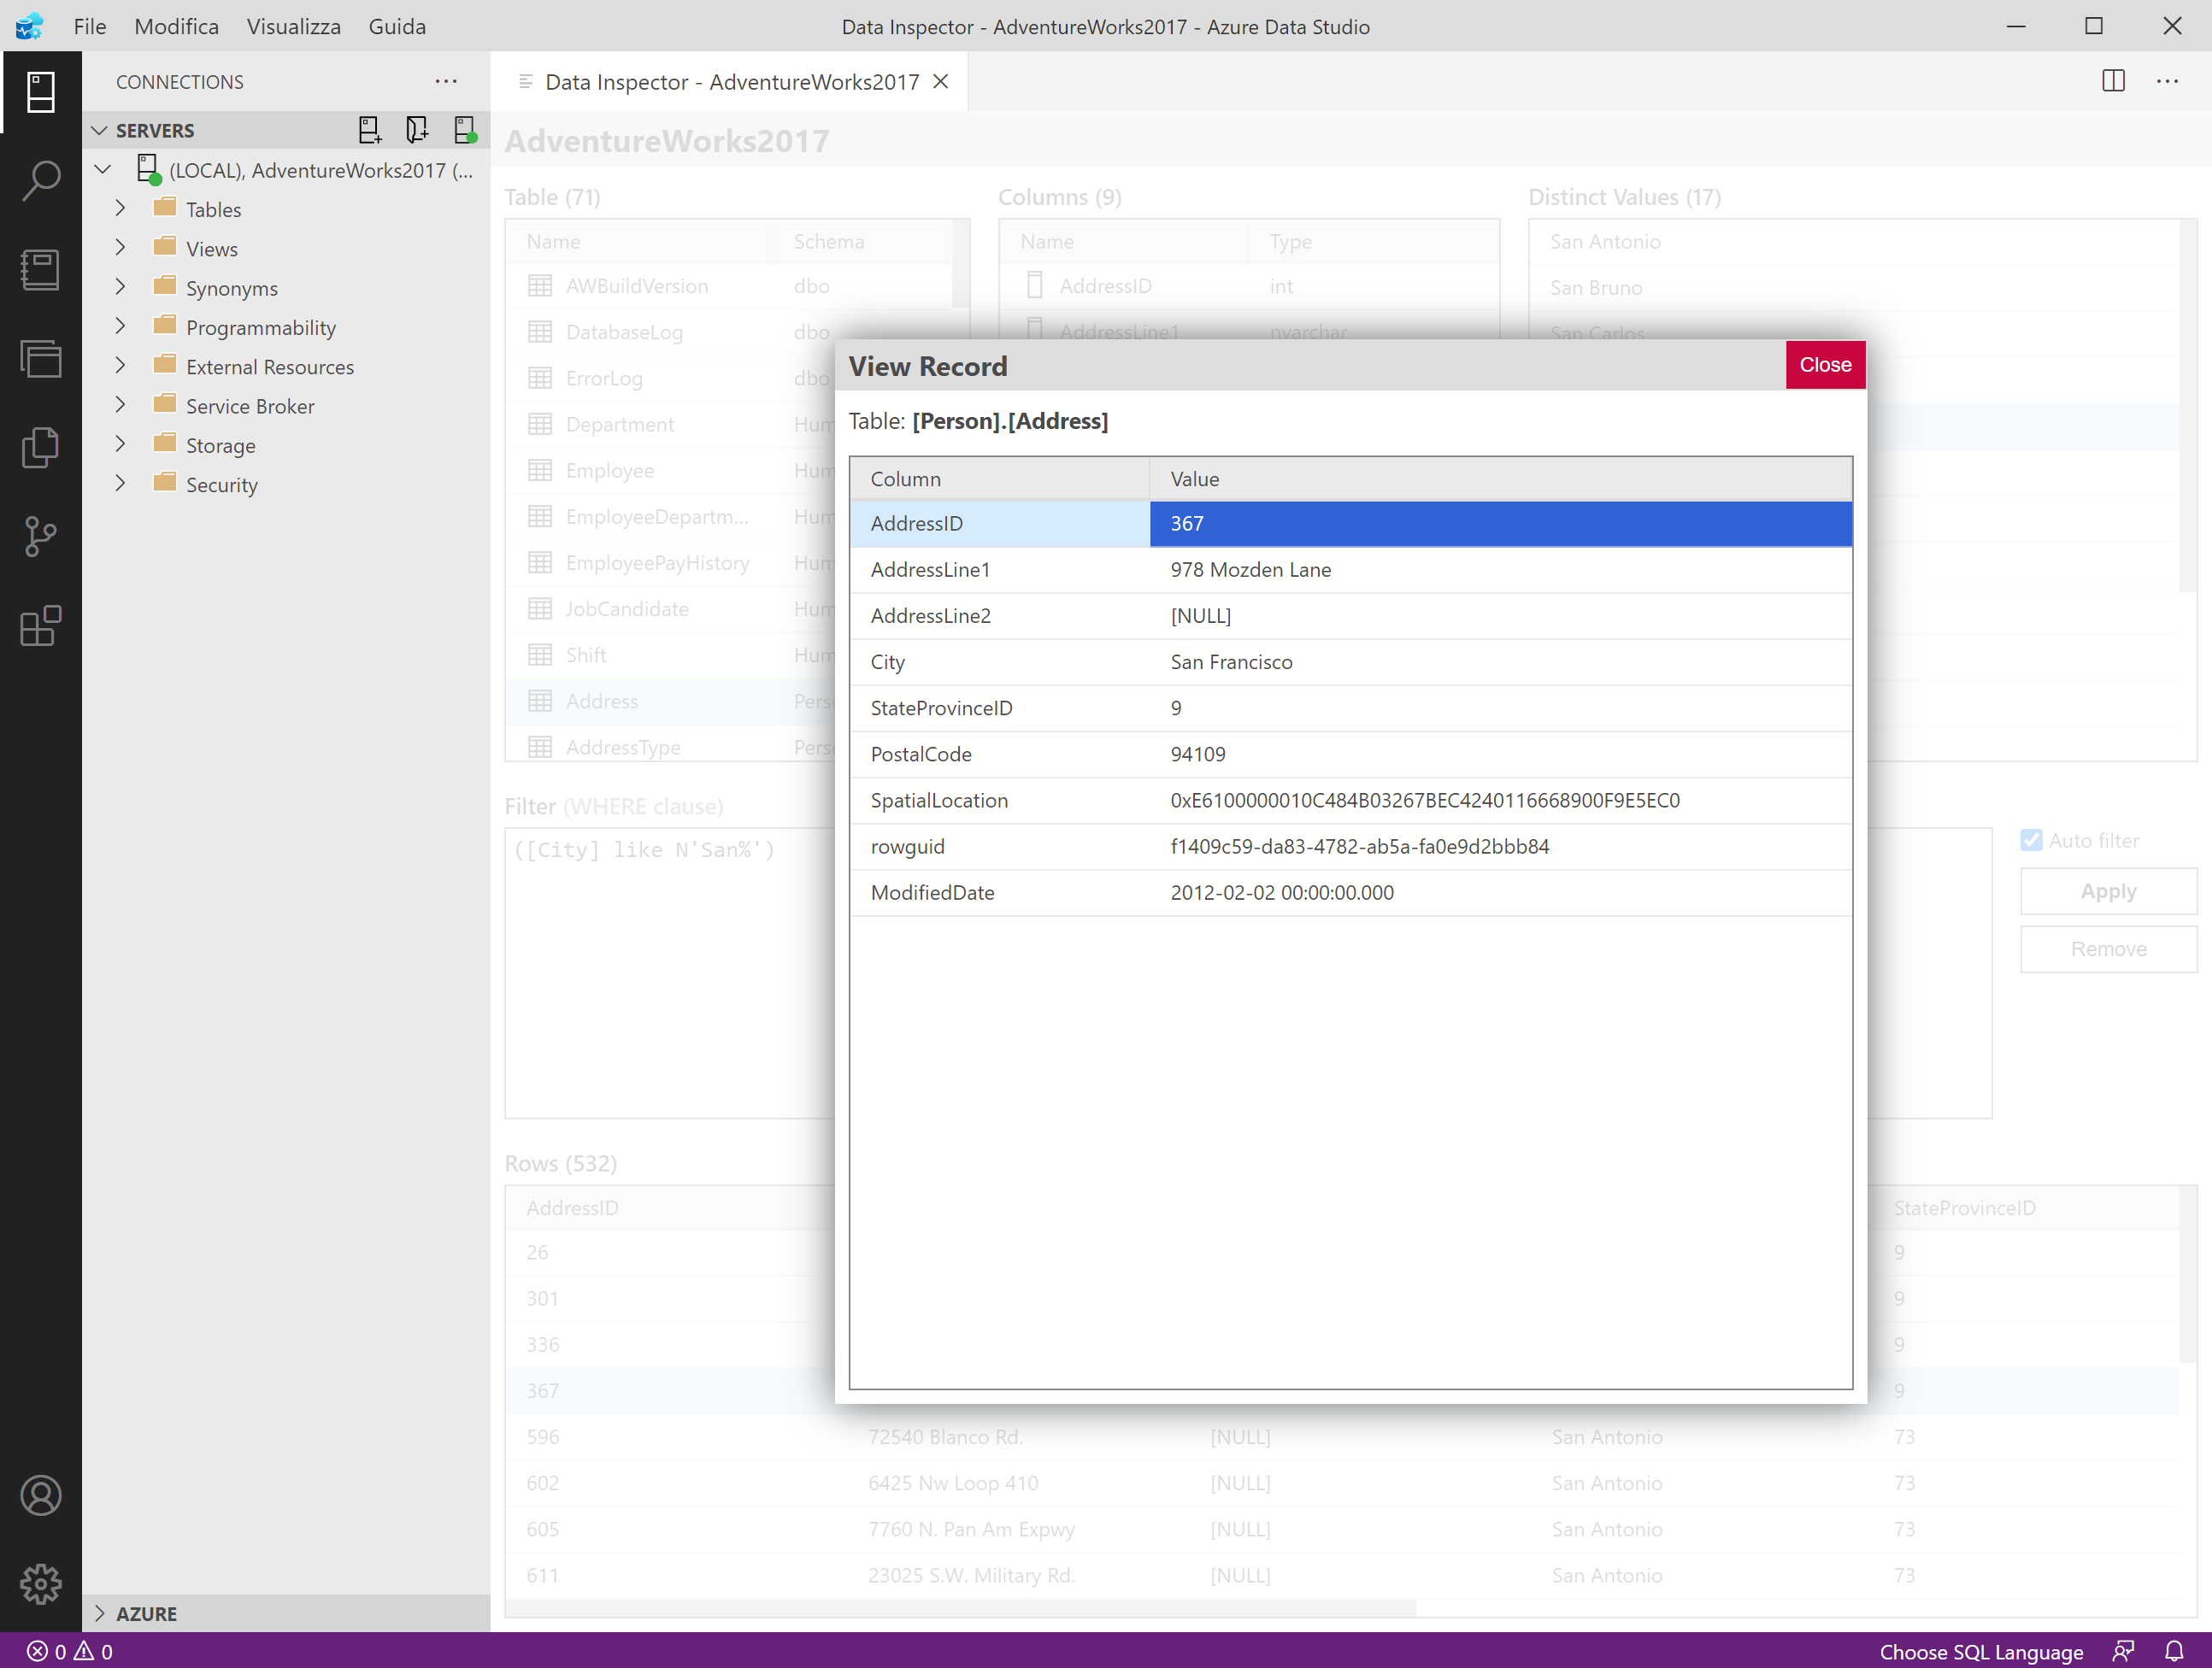 File Modifica Visualizza Guida Data Inspector - AdventureWorks2017 - Azure Data Studio
CONNECTIONS
Data Inspector - AdventureWorks2017
SERVERS
(LOCAL), AdventureWorks2017 (...
Tables
Views
Synonyms
Programmability
External Resources
Service Broker
Storage
Security
AZURE
AdventureWorks2017
Table (71)
Name Schema
AWBuildVersion dbo
DatabaseLog dbo
ErrorLog dbo
Department Hum
Employee Hum
EmployeeDepartm... Hum
EmployeePayHistory Hum
JobCandidate Hum
Shift Hum
Address Perso
AddressType Perso
Columns (9)
Name Type
AddressID int
AddressLine1 nvarchar
Distinct Values (17)
San Antonio
San Bruno
San Carlos
View Record Close
Table: [Person].[Address]
Column Value
AddressID 367
AddressLine1 978 Mozden Lane
AddressLine2 [NULL]
City San Francisco
StateProvinceID 9
PostalCode 94109
SpatialLocation 0xE6100000010C484B03267BEC4240116668900F9E5EC0
rowguid f1409c59-da83-4782-ab5a-fa0e9d2bbb84
ModifiedDate 2012-02-02 00:00:00.000
Filter (WHERE clause)
([City] like N'San%')
Auto filter
Apply
Remove
Rows (532)
AddressID StateProvinceID
26 9
301 9
336 9
367 9
596 72540 Blanco Rd. [NULL] San Antonio 73
602 6425 Nw Loop 410 [NULL] San Antonio 73
605 7760 N. Pan Am Expwy [NULL] San Antonio 73
611 23025 S.W. Military Rd. [NULL] San Antonio 73
0 0 Choose SQL Language